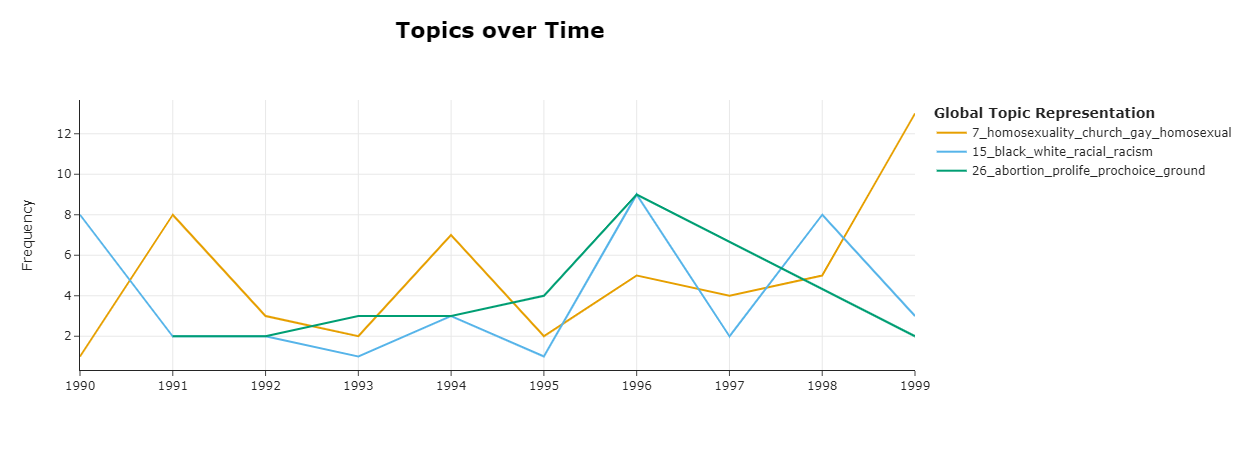 Topics over Time
Frequency
12
10
8
6
4
2
1990 1991 1992 1993 1994 1995 1996 1997 1998 1999
Global Topic Representation
7_homosexuality_church_gay_homosexual
15_black_white_racial_racism
26_abortion_prolife_prochoice_ground